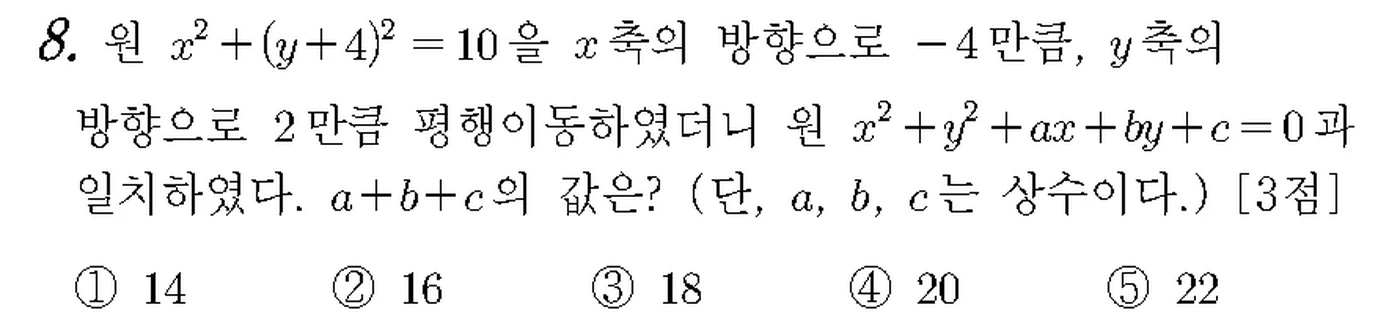 8. 원 x²+(y+4)²=10을 x축의 방향으로 -4만큼, y축의
방향으로 2만큼 평행이동하였더니 원 x²+y²+ax+by+c=0과
일치하였다. a+b+c의 값은? (단, a, b, c는 상수이다.) [3점]
① 14 ② 16 ③ 18 ④ 20 ⑤ 22